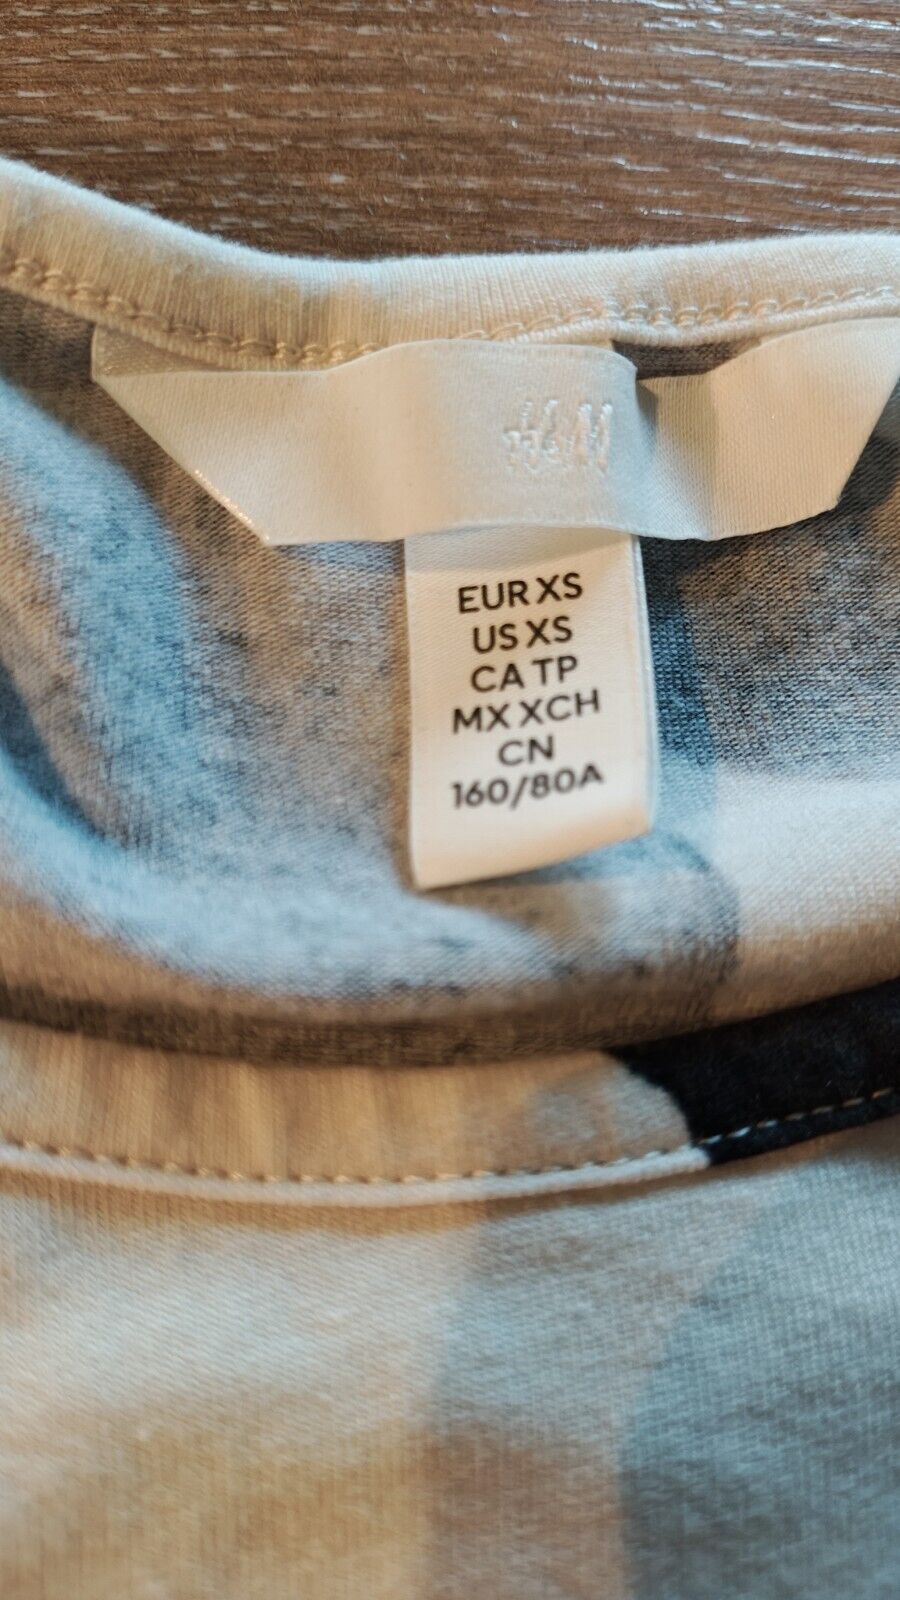 H&M
EUR XS
US XS
CA TP
MX XCH
CN
160/80A